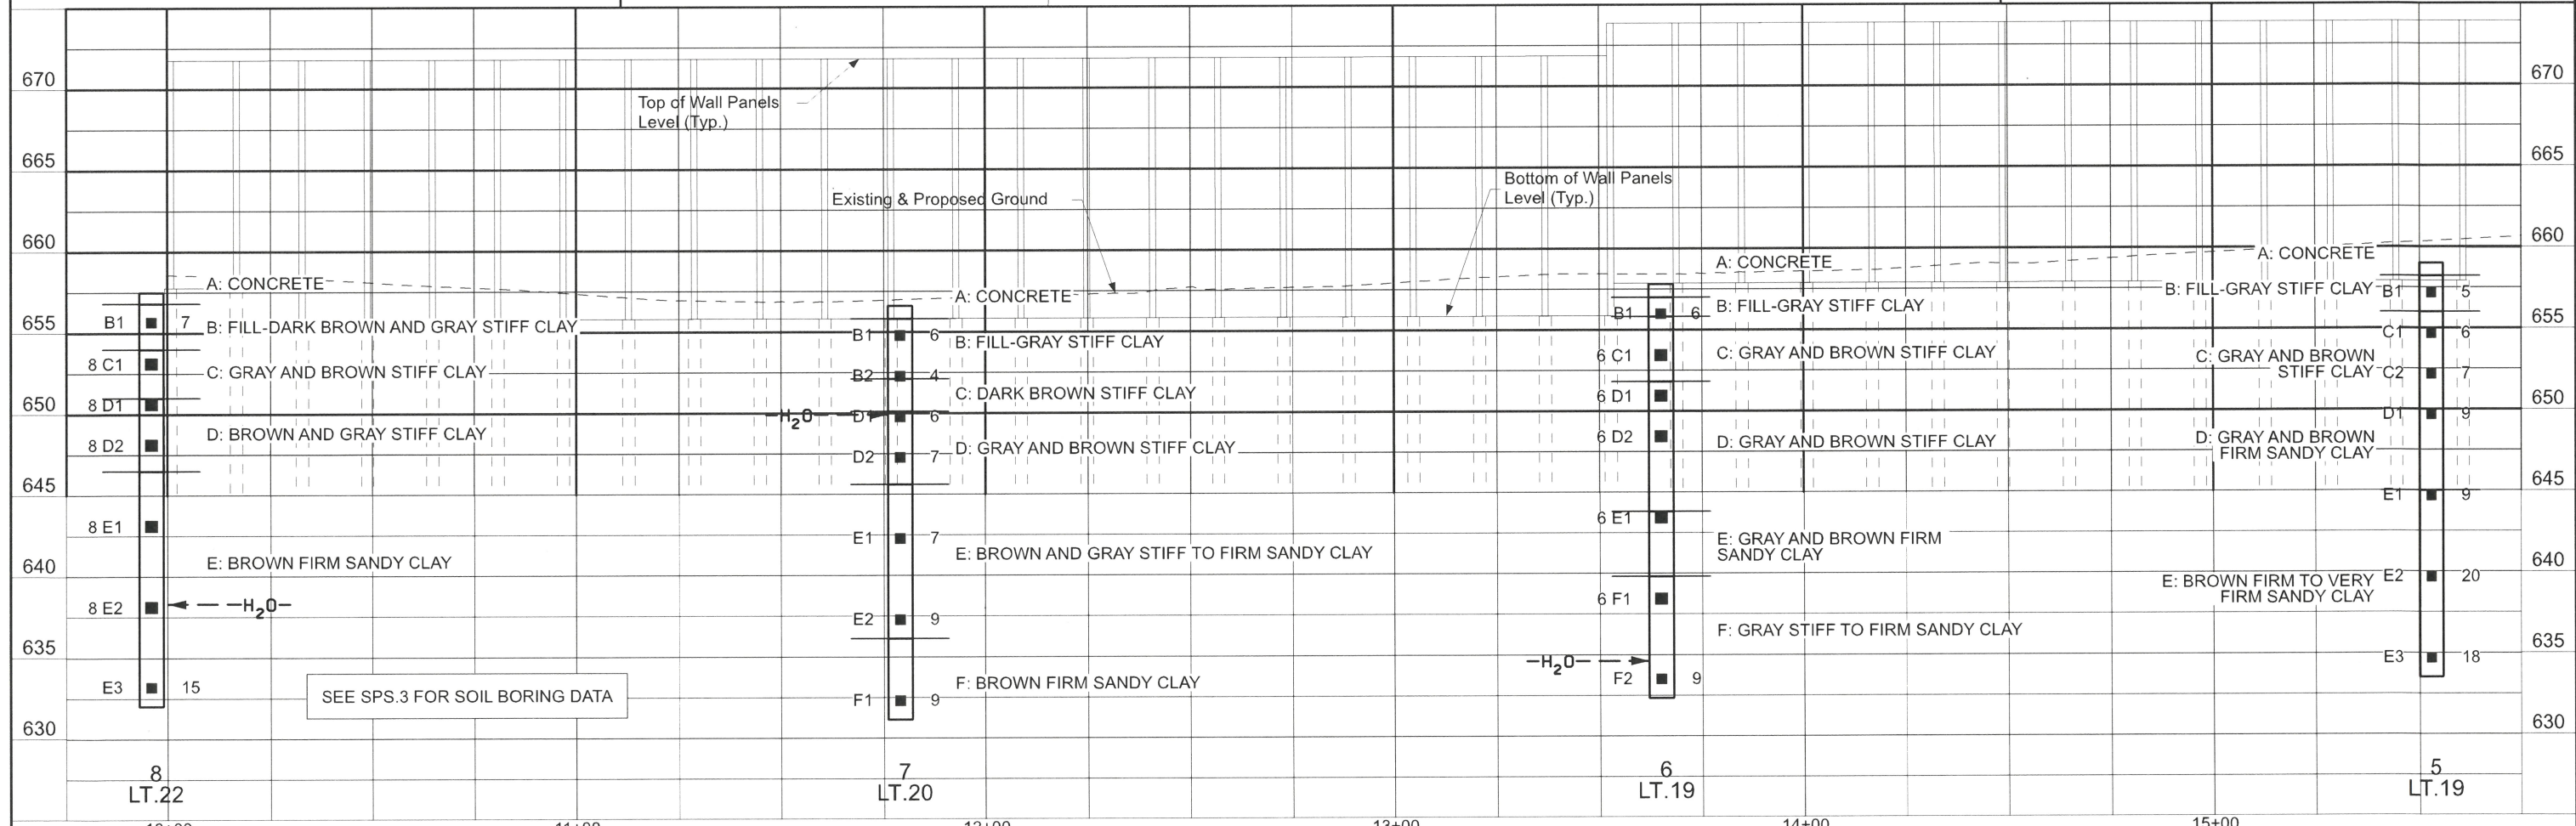 670
670
Top of Wall Panels
Level (Typ.)
665
665
Bottom of Wall Panels
Level (Typ.)
Existing & Proposed Ground
660
660
A: CONCRETE
A: CONCRETE
A: CONCRETE
A: CONCRETE
B1 7 B: FILL-DARK BROWN AND GRAY STIFF CLAY
B1 6 B: FILL-GRAY STIFF CLAY
B: FILL-GRAY STIFF CLAY B1 5
655
655
B1 6
B: FILL-GRAY STIFF CLAY
C1 6
8 C1
C: GRAY AND BROWN STIFF CLAY
B2 4
C: DARK BROWN STIFF CLAY
6 C1
C: GRAY AND BROWN STIFF CLAY
C: GRAY AND BROWN
STIFF CLAY C2 7
650
650
8 D1
H2O D1 6
6 D1
D1 9
8 D2
D: BROWN AND GRAY STIFF CLAY
D2 7 D: GRAY AND BROWN STIFF CLAY
6 D2
D: GRAY AND BROWN STIFF CLAY
D: GRAY AND BROWN
FIRM SANDY CLAY
645
645
8 E1
E1 7
E: BROWN AND GRAY STIFF TO FIRM SANDY CLAY
6 E1
E: GRAY AND BROWN FIRM
SANDY CLAY
E1 9
E: BROWN FIRM SANDY CLAY
640
640
8 E2
H2O
E2 9
6 F1
E: BROWN FIRM TO VERY
FIRM SANDY CLAY
E2 20
F: GRAY STIFF TO FIRM SANDY CLAY
635
635
E3 15
SEE SPS.3 FOR SOIL BORING DATA
F1 9
F: BROWN FIRM SANDY CLAY
H2O
F2 9
E3 18
630
630
8
LT.22
7
LT.20
6
LT.19
5
LT.19
10+00
11+00
12+00
13+00
14+00
15+00